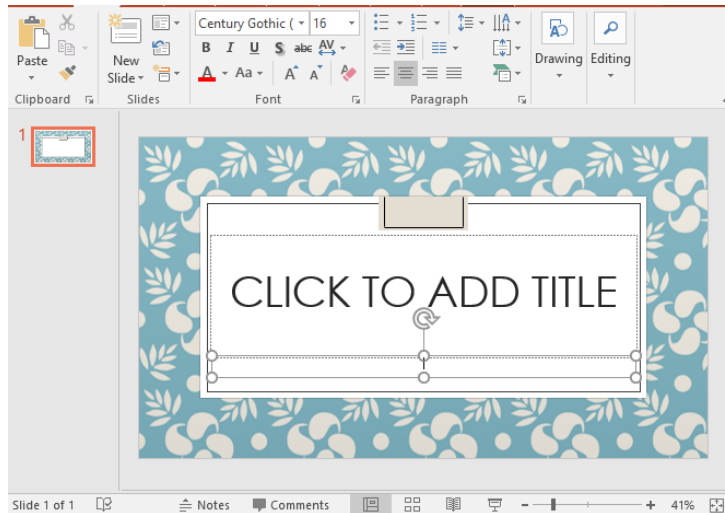 Century Gothic ( 16
B I U S abc AV
Paste New Slide Drawing Editing
A Aa A A
Clipboard Slides Font Paragraph
1
CLICK TO ADD TITLE
Slide 1 of 1 Notes Comments 41%